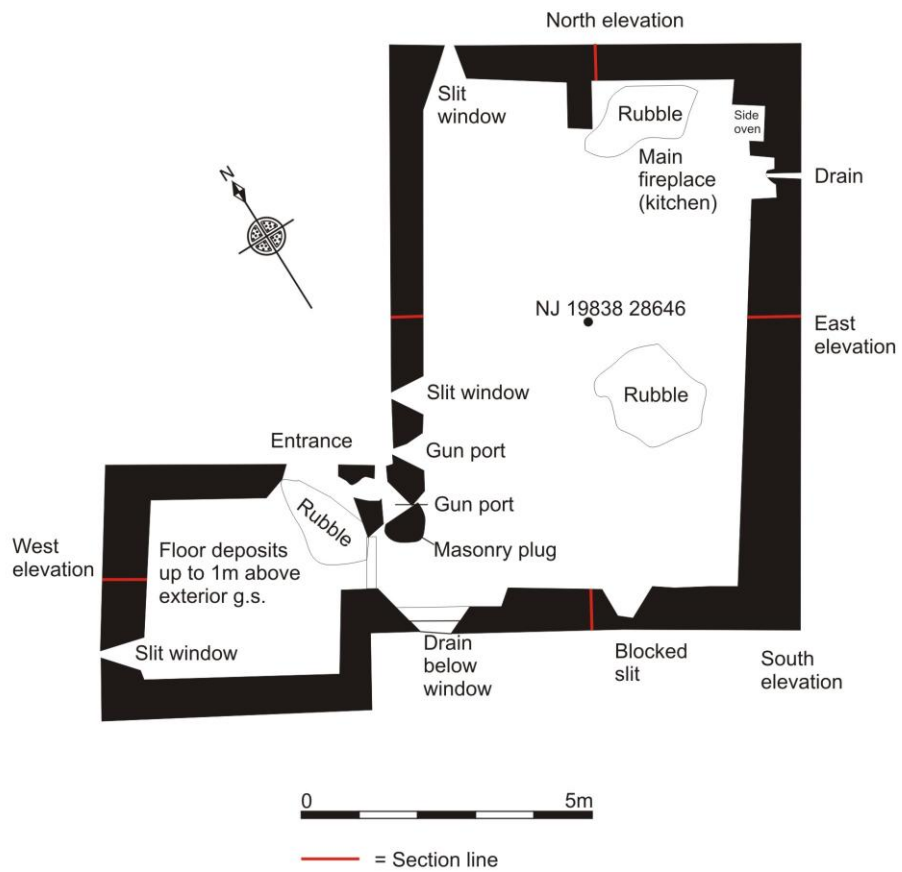 North elevation
Slit
window
Rubble
Side
oven
Main
fireplace
(kitchen)
Drain
N
NJ 19838 28646
East
elevation
Slit window
Rubble
Entrance
Gun port
Gun port
Rubble
Masonry plug
West
elevation
Floor deposits
up to 1m above
exterior g.s.
Slit window
Drain
below
window
Blocked
slit
South
elevation
0 5m
= Section line